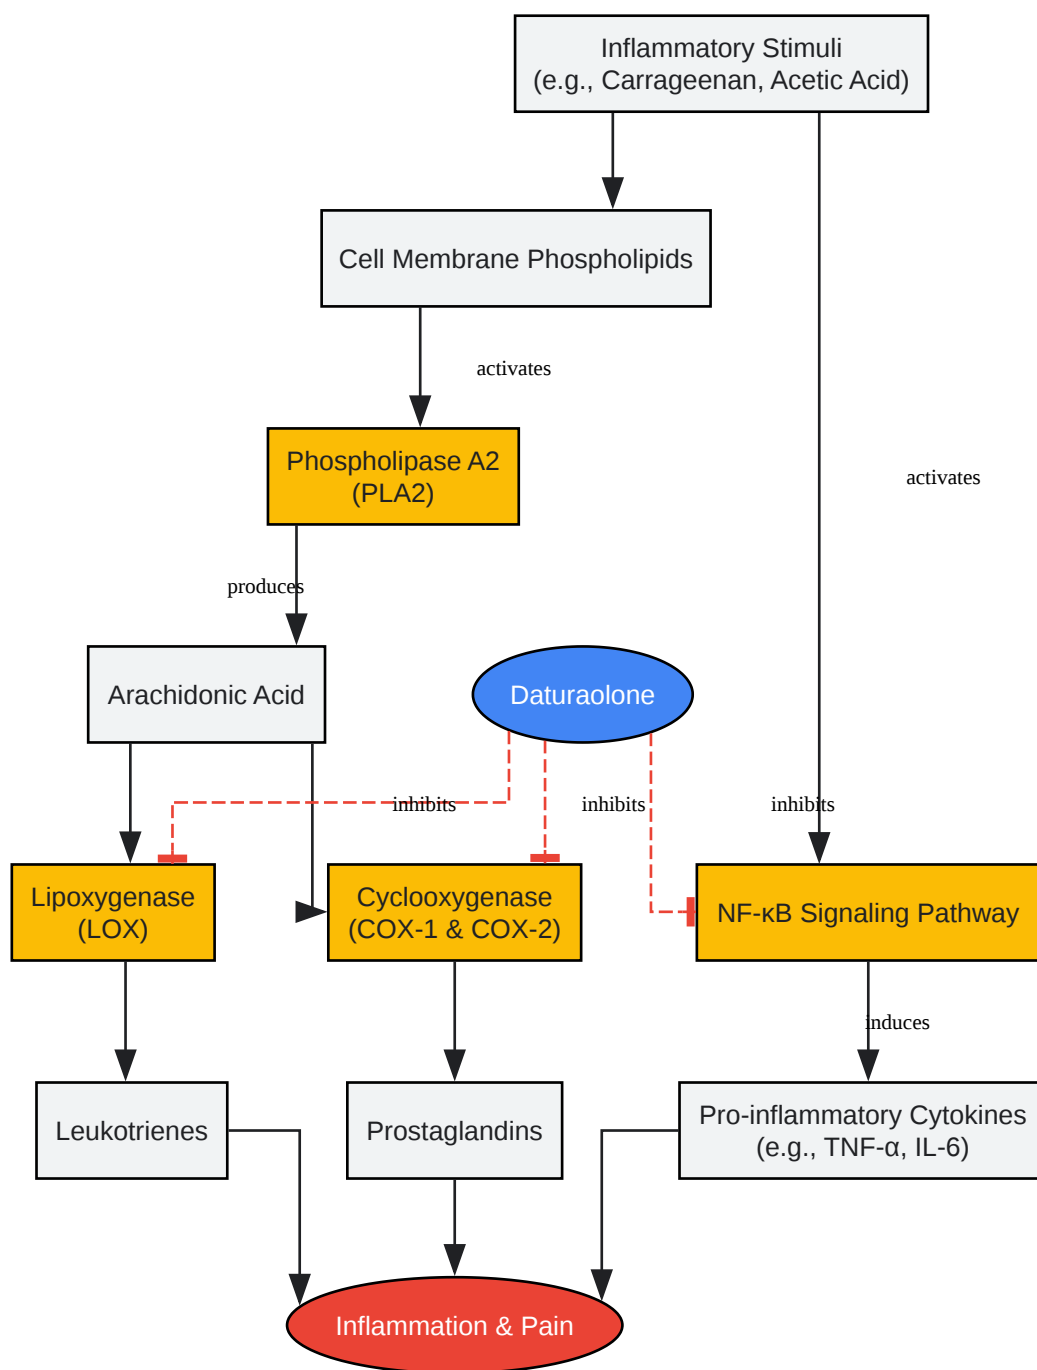 Inflammatory Stimuli
(e.g., Carrageenan, Acetic Acid)
Cell Membrane Phospholipids
activates
Phospholipase A2
(PLA2)
activates
produces
Arachidonic Acid
Daturaolone
inhibits
inhibits
inhibits
Lipoxygenase
(LOX)
Cyclooxygenase
(COX-1 & COX-2)
NF-κB Signaling Pathway
induces
Leukotrienes
Prostaglandins
Pro-inflammatory Cytokines
(e.g., TNF-α, IL-6)
Inflammation & Pain